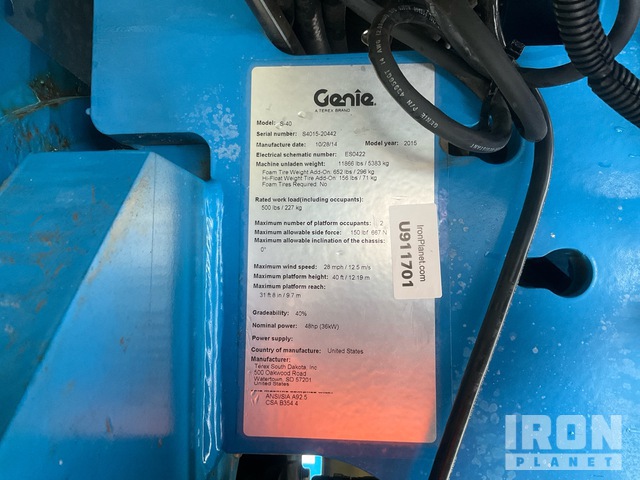 Genie
A TEREX BRAND
Model: S-40
Serial number: S4015-20442
Manufacture date: 10/28/14 Model year: 2015
Electrical schematic number: ES0422
Machine unladen weight: 11866 lbs / 5383 kg
Foam Tire Weight Add-On: 652 lbs / 296 kg
Hi-Float Weight Tire Add-On: 156 lbs / 71 kg
Foam Tires Required: No
Rated work load(including occupants):
500 lbs / 227 kg
Maximum number of platform occupants: 2
Maximum allowable side force: 150 lbf 667 N
Maximum allowable inclination of the chassis:
0°
Maximum wind speed: 28 mph / 12.5 m/s
Maximum platform height: 40 ft / 12.19 m
Maximum platform reach:
31 ft 8 in / 9.7 m
Gradeability: 40%
Nominal power: 48hp (36kW)
Power supply:
Country of manufacture: United States
Manufacturer:
Terex South Dakota, Inc
500 Oakwood Road
Watertown, SD 57201
United States
ANSI/SIA A92.5
CSA B354.4
IronPlanet.com
U911701
GENIE P/N
IRON
PLANET